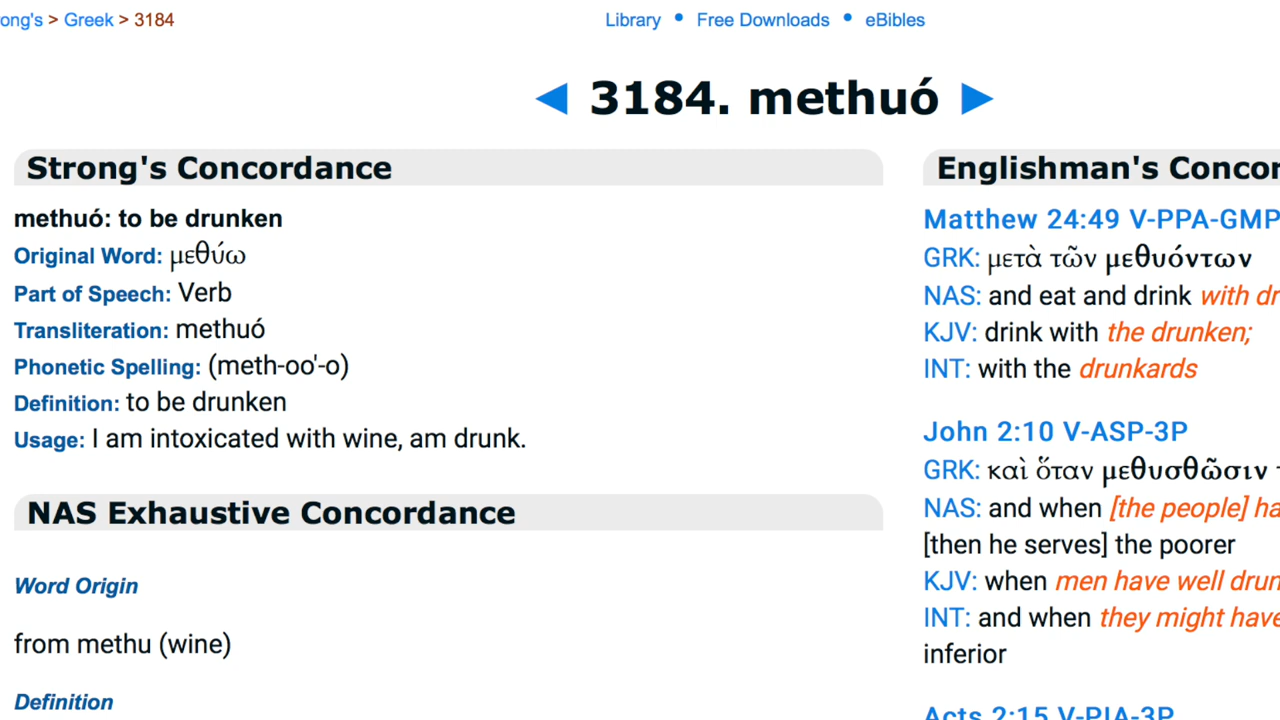 ong's > Greek > 3184
Library • Free Downloads • eBibles
◄ 3184. methuó ►
Strong's Concordance
methuó: to be drunken
Original Word: μεθύω
Part of Speech: Verb
Transliteration: methuó
Phonetic Spelling: (meth-oo'-o)
Definition: to be drunken
Usage: I am intoxicated with wine, am drunk.
NAS Exhaustive Concordance
Word Origin
from methu (wine)
Definition
Englishman's Concor
Matthew 24:49 V-PPA-GMP
GRK: μετὰ τῶν μεθυόντων
NAS: and eat and drink with dr
KJV: drink with the drunken;
INT: with the drunkards
John 2:10 V-ASP-3P
GRK: καὶ ὅταν μεθυσθῶσιν
NAS: and when [the people] ha
[then he serves] the poorer
KJV: when men have well drun
INT: and when they might have
inferior
Acts 2:15 V-PIA-3P